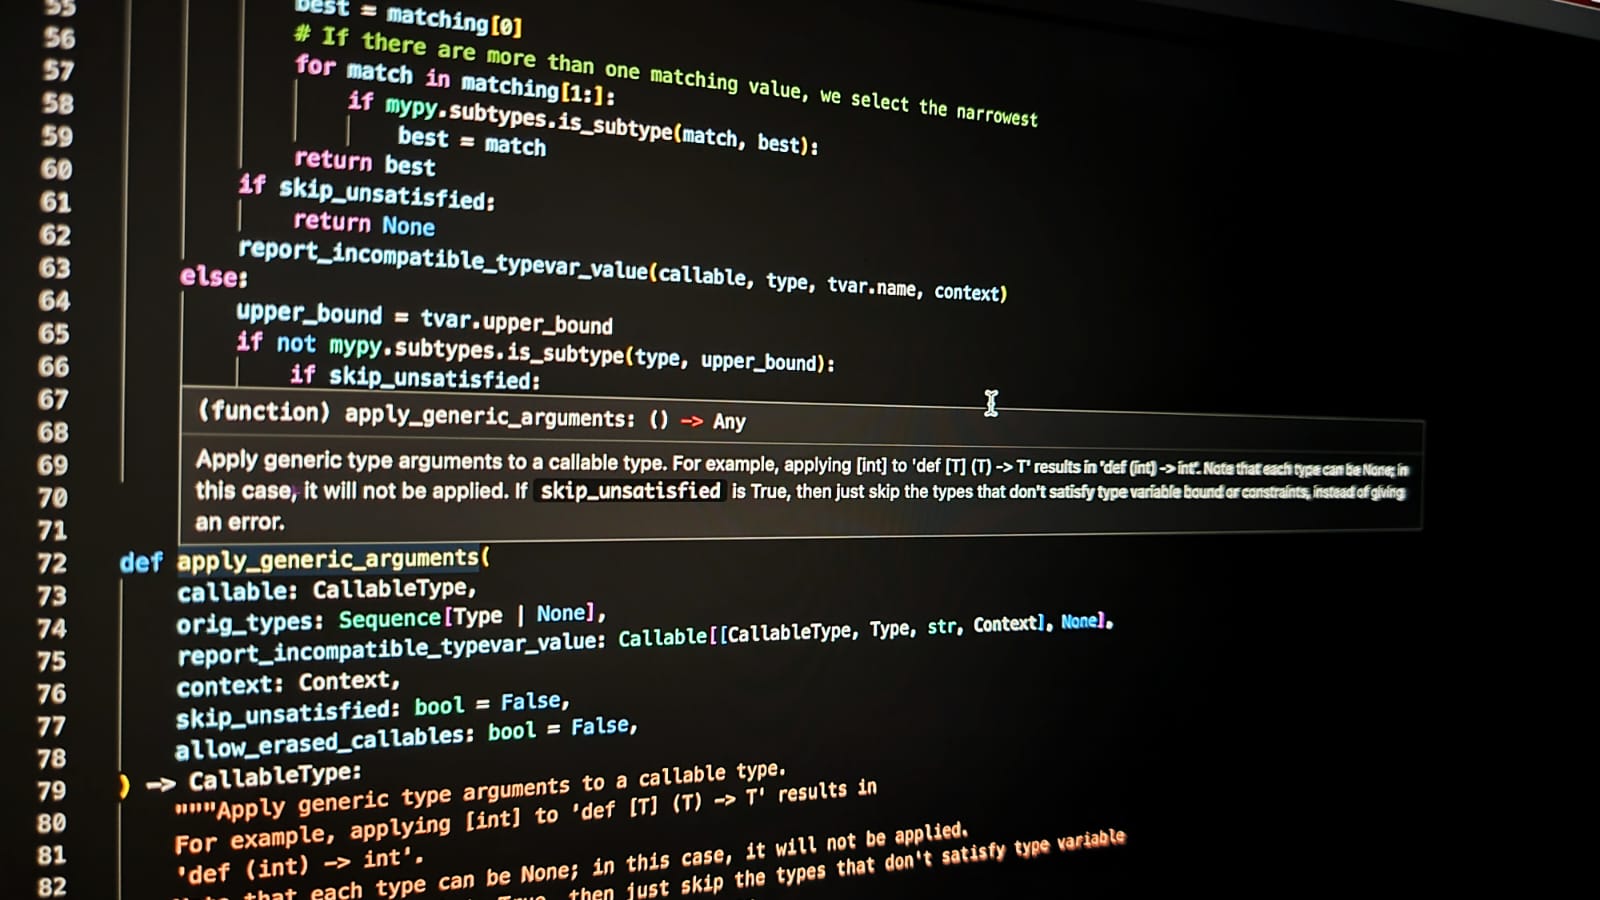 55 best = matching[0]
56 # If there are more than one matching value, we select the narrowest
57 for match in matching[1:]:
58 if mypy.subtypes.is_subtype(match, best):
59 best = match
60 return best
61 if skip_unsatisfied:
62 return None
63 report_incompatible_typevar_value(callable, type, tvar.name, context)
64 else:
65 upper_bound = tvar.upper_bound
66 if not mypy.subtypes.is_subtype(type, upper_bound):
67 if skip_unsatisfied:
68 (function) apply_generic_arguments: () -> Any
69 Apply generic type arguments to a callable type. For example, applying [int] to 'def [T] (T) -> T' results in 'def (int) -> int'. Note that each type can be None; in
70 this case, it will not be applied. If skip_unsatisfied is True, then just skip the types that don't satisfy type variable bound or constraints, instead of giving
71 an error.
72 def apply_generic_arguments(
73 callable: CallableType,
74 orig_types: Sequence[Type | None],
75 report_incompatible_typevar_value: Callable[[CallableType, Type, str, Context], None],
76 context: Context,
77 skip_unsatisfied: bool = False,
78 allow_erased_callables: bool = False,
79 ) -> CallableType:
80 """Apply generic type arguments to a callable type.
81 For example, applying [int] to 'def [T] (T) -> T' results in
82 'def (int) -> int'.
that each type can be None; in this case, it will not be applied.
True, then just skip the types that don't satisfy type variable